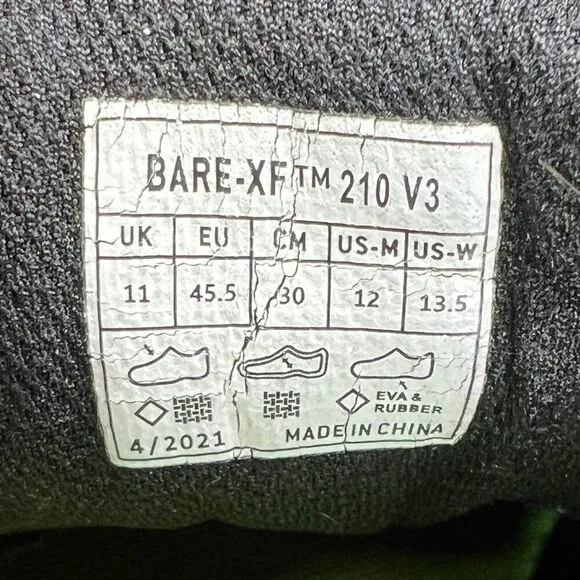 BARE-XF™ 210 V3
UK EU CM US-M US-W
11 45.5 30 12 13.5
EVA &
RUBBER
4/2021 MADE IN CHINA